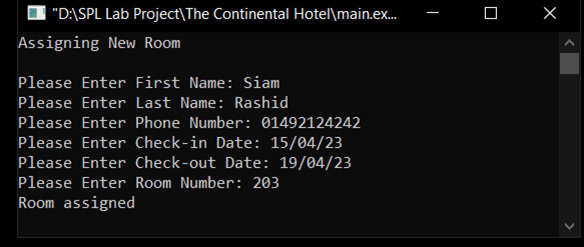 "D:\SPL Lab Project\The Continental Hotel\main.ex...
Assigning New Room
Please Enter First Name: Siam
Please Enter Last Name: Rashid
Please Enter Phone Number: 01492124242
Please Enter Check-in Date: 15/04/23
Please Enter Check-out Date: 19/04/23
Please Enter Room Number: 203
Room assigned